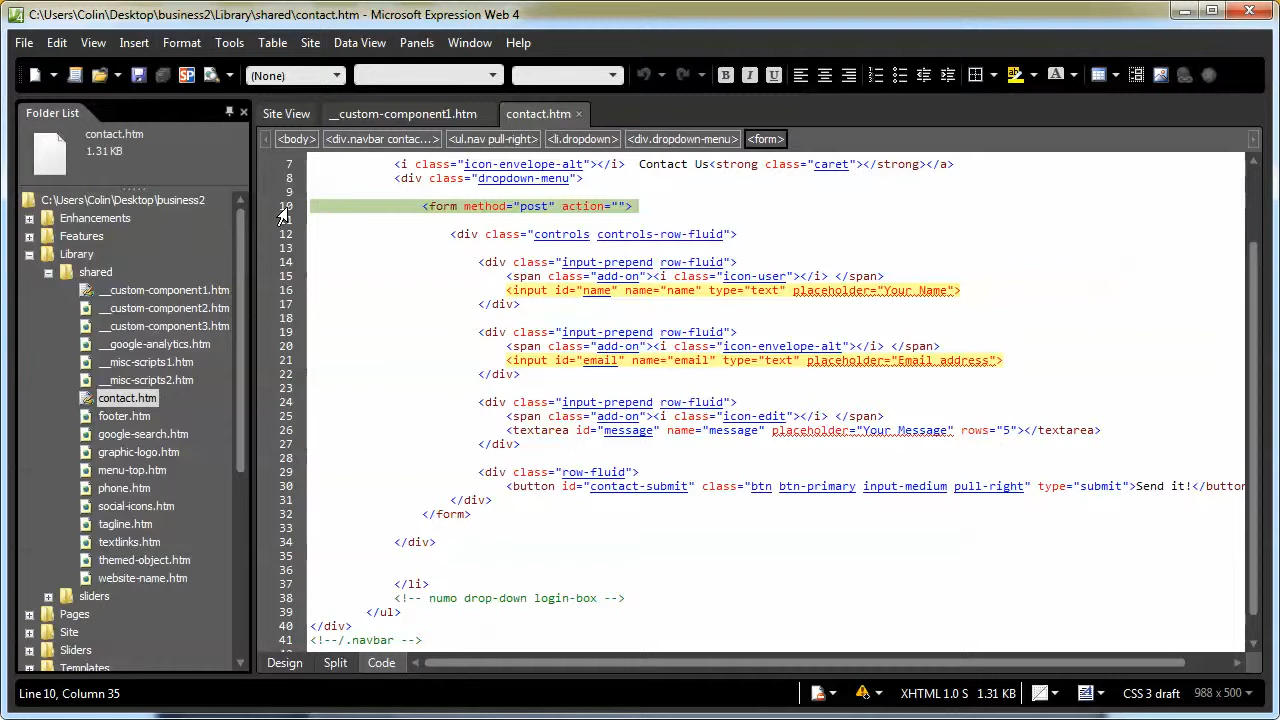 C:\Users\Colin\Desktop\business2\Library\shared\contact.htm - Microsoft Expression Web 4
File Edit View Insert Format Tools Table Site Data View Panels Window Help
(None)
Folder List
contact.htm
1.31 KB
C:\Users\Colin\Desktop\business2
Enhancements
Features
Library
shared
__custom-component1.htm
__custom-component2.htm
__custom-component3.htm
__google-analytics.htm
__misc-scripts1.htm
__misc-scripts2.htm
contact.htm
footer.htm
google-search.htm
graphic-logo.htm
menu-top.htm
phone.htm
social-icons.htm
tagline.htm
textlinks.htm
themed-object.htm
website-name.htm
sliders
Pages
Site
Sliders
Templates
Site View __custom-component1.htm contact.htm
<body> <div.navbar contac...> <ul.nav pull-right> <li.dropdown> <div.dropdown-menu> <form>
7 <i class="icon-envelope-alt"></i> Contact Us<strong class="caret"></strong></a>
8 <div class="dropdown-menu">
9
10 <form method="post" action="">
11
12 <div class="controls controls-row-fluid">
13
14 <div class="input-prepend row-fluid">
15 <span class="add-on"><i class="icon-user"></i> </span>
16 <input id="name" name="name" type="text" placeholder="Your Name">
17 </div>
18
19 <div class="input-prepend row-fluid">
20 <span class="add-on"><i class="icon-envelope-alt"></i> </span>
21 <input id="email" name="email" type="text" placeholder="Email address">
22 </div>
23
24 <div class="input-prepend row-fluid">
25 <span class="add-on"><i class="icon-edit"></i> </span>
26 <textarea id="message" name="message" placeholder="Your Message" rows="5"></textarea>
27 </div>
28
29 <div class="row-fluid">
30 <button id="contact-submit" class="btn btn-primary input-medium pull-right" type="submit">Send it!</button
31 </div>
32 </form>
33
34 </div>
35
36
37 </li>
38 <!-- numo drop-down login-box -->
39 </ul>
40 </div>
41 <!--/.navbar -->
Design Split Code
Line 10, Column 35 XHTML 1.0 S 1.31 KB CSS 3 draft 988 x 500